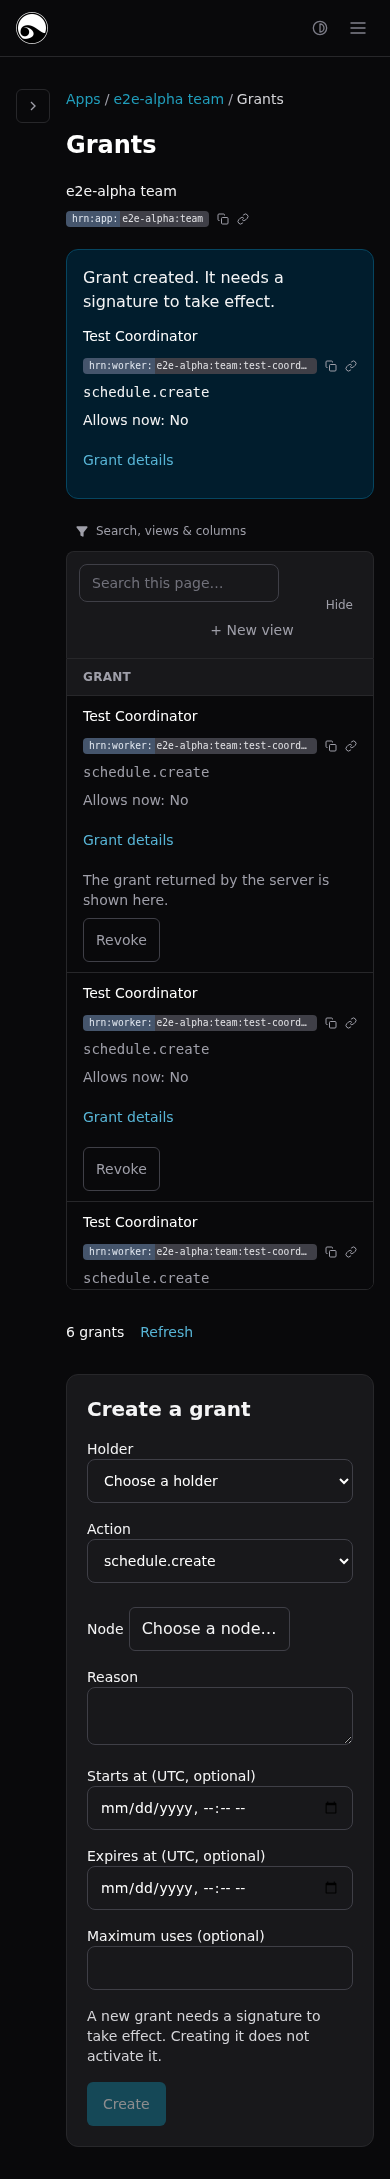 Apps / e2e-alpha team / Grants
Grants
e2e-alpha team
hrn:app: e2e-alpha:team
Grant created. It needs a
signature to take effect.
Test Coordinator
hrn:worker: e2e-alpha:team:test-coord…
schedule.create
Allows now: No
Grant details
Search, views & columns
Search this page…
Hide
+ New view
GRANT
Test Coordinator
hrn:worker: e2e-alpha:team:test-coord…
schedule.create
Allows now: No
Grant details
The grant returned by the server is
shown here.
Revoke
Test Coordinator
hrn:worker: e2e-alpha:team:test-coord…
schedule.create
Allows now: No
Grant details
Revoke
Test Coordinator
hrn:worker: e2e-alpha:team:test-coord…
schedule.create
6 grants Refresh
Create a grant
Holder
Choose a holder
Action
schedule.create
Node Choose a node…
Reason
Starts at (UTC, optional)
mm/dd/yyyy, --:-- --
Expires at (UTC, optional)
mm/dd/yyyy, --:-- --
Maximum uses (optional)
A new grant needs a signature to
take effect. Creating it does not
activate it.
Create